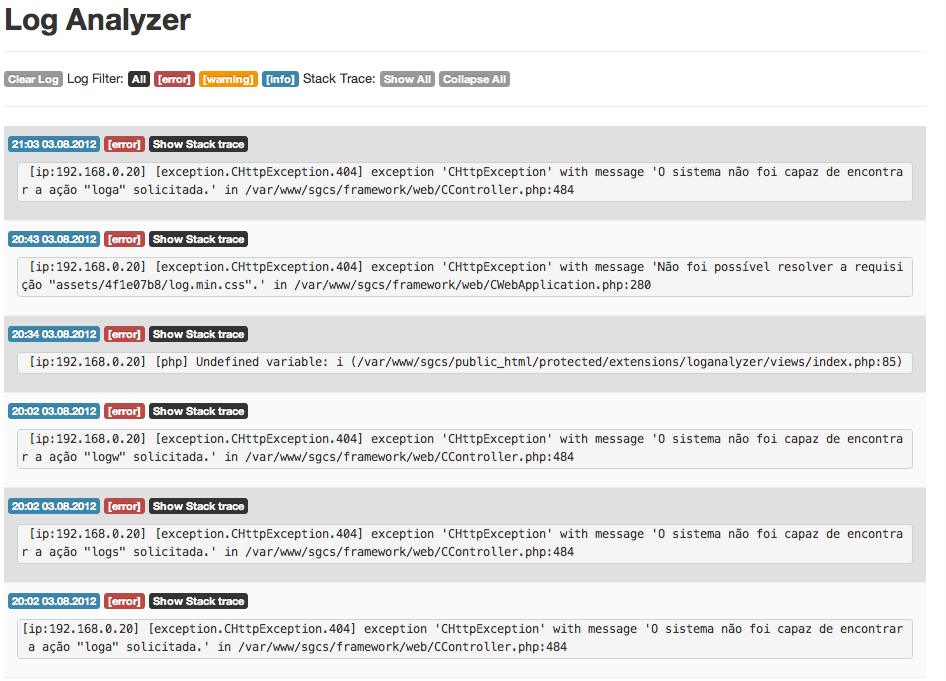 Log Analyzer
Clear Log Log Filter: All [error] [warning] [info] Stack Trace: Show All Collapse All
21:03 03.08.2012 [error] Show Stack trace
[ip:192.168.0.20] [exception.CHttpException.404] exception 'CHttpException' with message 'O sistema não foi capaz de encontra
r a ação "loga" solicitada.' in /var/www/sgcs/framework/web/CController.php:484
20:43 03.08.2012 [error] Show Stack trace
[ip:192.168.0.20] [exception.CHttpException.404] exception 'CHttpException' with message 'Não foi possível resolver a requisi
ção "assets/4f1e07b8/log.min.css".' in /var/www/sgcs/framework/web/CWebApplication.php:280
20:34 03.08.2012 [error] Show Stack trace
[ip:192.168.0.20] [php] Undefined variable: i (/var/www/sgcs/public_html/protected/extensions/loganalyzer/views/index.php:85)
20:02 03.08.2012 [error] Show Stack trace
[ip:192.168.0.20] [exception.CHttpException.404] exception 'CHttpException' with message 'O sistema não foi capaz de encontra
r a ação "logw" solicitada.' in /var/www/sgcs/framework/web/CController.php:484
20:02 03.08.2012 [error] Show Stack trace
[ip:192.168.0.20] [exception.CHttpException.404] exception 'CHttpException' with message 'O sistema não foi capaz de encontra
r a ação "logs" solicitada.' in /var/www/sgcs/framework/web/CController.php:484
20:02 03.08.2012 [error] Show Stack trace
[ip:192.168.0.20] [exception.CHttpException.404] exception 'CHttpException' with message 'O sistema não foi capaz de encontrar
a ação "loga" solicitada.' in /var/www/sgcs/framework/web/CController.php:484